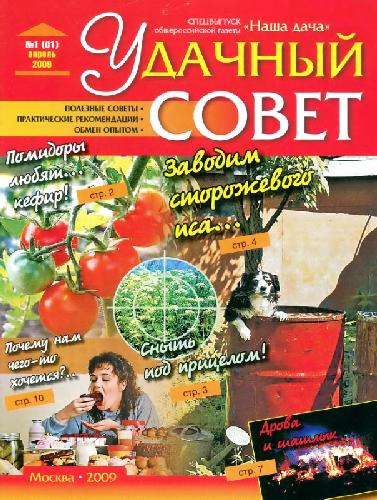 СПЕЦВЫПУСК
общероссийской газеты «Наша дача»
№1 (01)
апрель
2009
УДАЧНЫЙ
СОВЕТ
ПОЛЕЗНЫЕ СОВЕТЫ •
ПРАКТИЧЕСКИЕ РЕКОМЕНДАЦИИ •
ОБМЕН ОПЫТОМ •
Помидоры
любят...
кефир!
стр. 2
Заводим
сторожевого
пса...
стр. 4
Сныть
под прицелом!
стр. 3
Почему нам
чего-то
хочется?..
стр. 10
Дрова
и шашлык
стр. 7
Москва • 2009